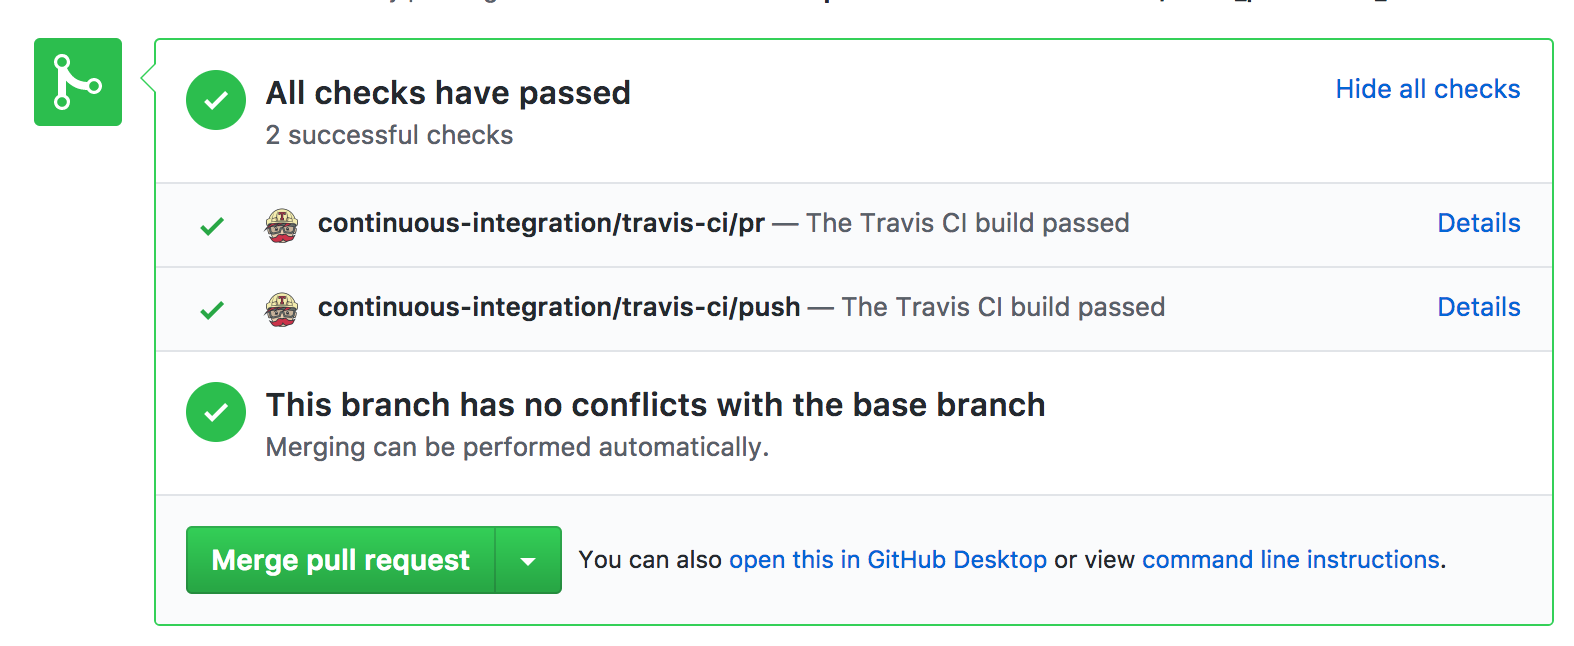 All checks have passed
Hide all checks
2 successful checks
continuous-integration/travis-ci/pr — The Travis CI build passed
Details
continuous-integration/travis-ci/push — The Travis CI build passed
Details
This branch has no conflicts with the base branch
Merging can be performed automatically.
Merge pull request
You can also open this in GitHub Desktop or view command line instructions.